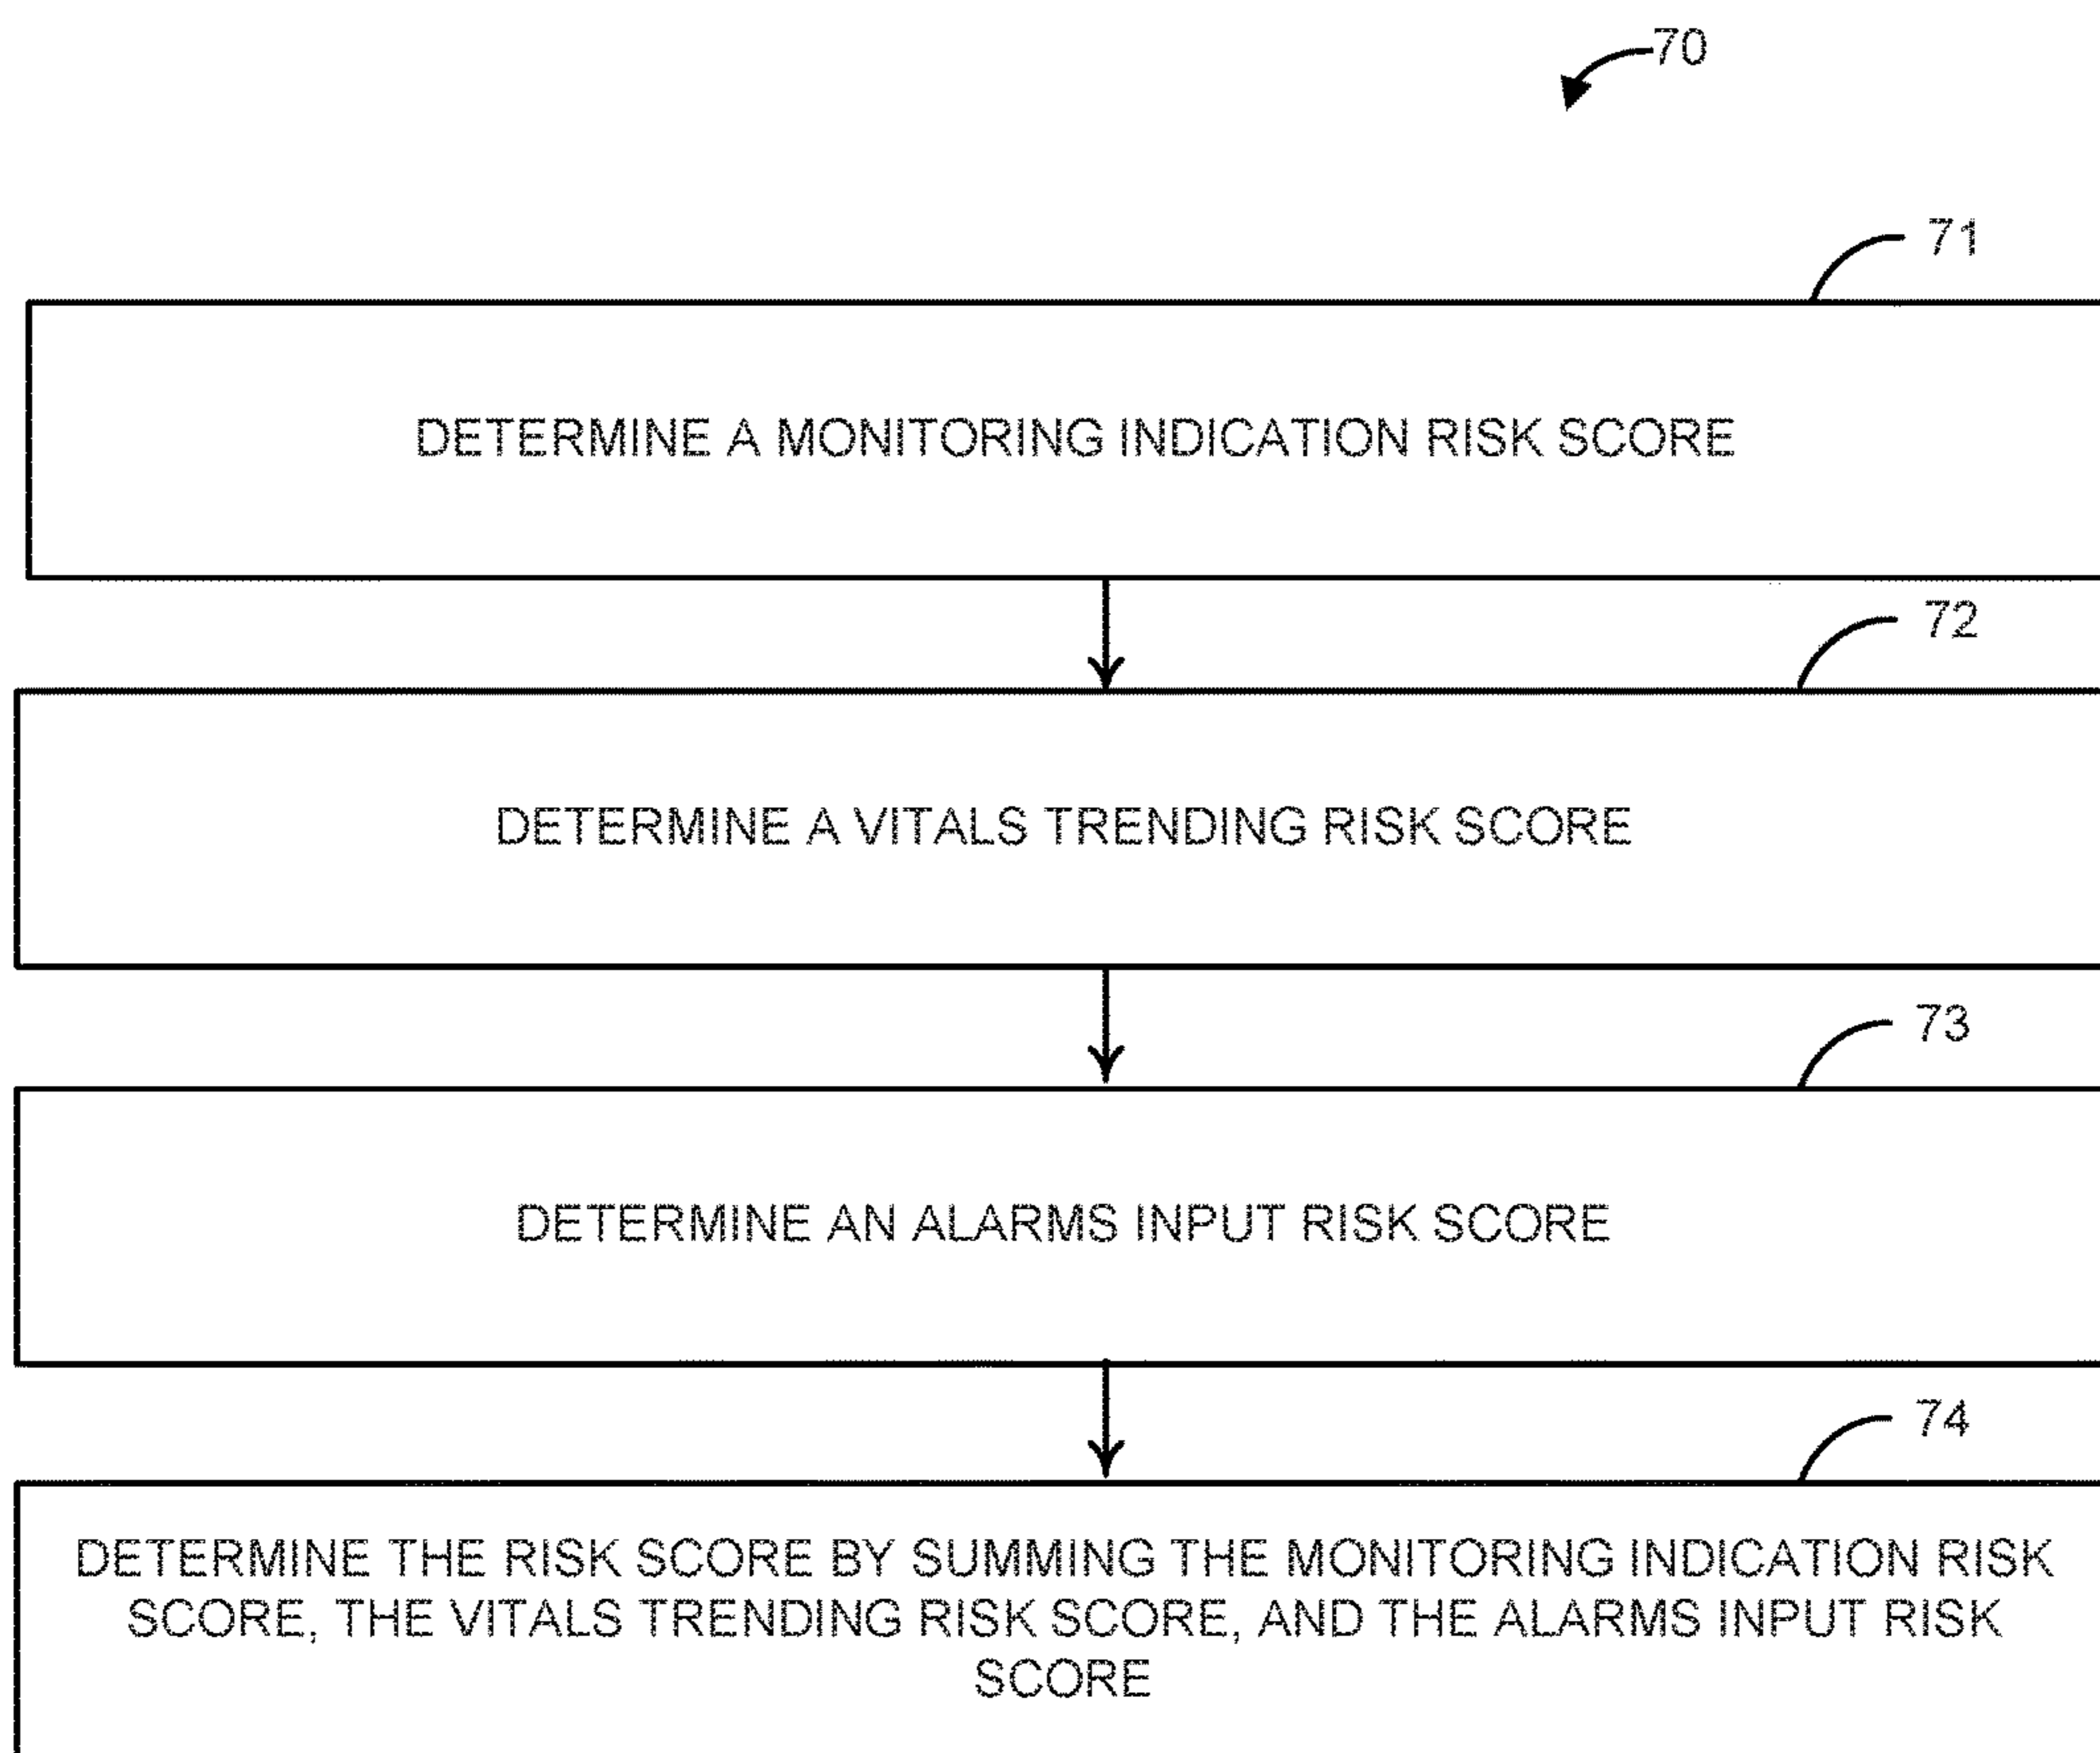 70
71
DETERMINE A MONITORING INDICATION RISK SCORE
72
DETERMINE A VITALS TRENDING RISK SCORE
73
DETERMINE AN ALARMS INPUT RISK SCORE
74
DETERMINE THE RISK SCORE BY SUMMING THE MONITORING INDICATION RISK
SCORE, THE VITALS TRENDING RISK SCORE, AND THE ALARMS INPUT RISK
SCORE